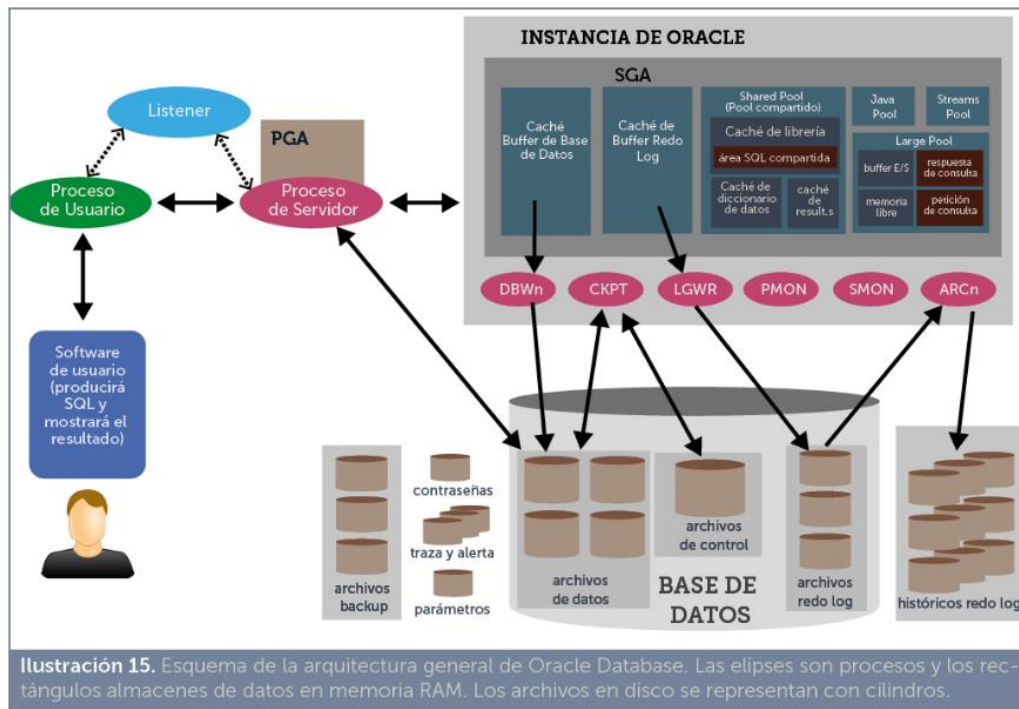 INSTANCIA DE ORACLE
SGA
Listener
PGA
Proceso
de Usuario
Proceso
de Servidor
Caché
Buffer de Base
de Datos
Caché de
Buffer Redo
Log
Shared Pool
(Pool compartido)
Caché de librería
área SQL compartida
Caché de
diccionario
de datos
caché
de
result.s
Java
Pool
Streams
Pool
Large Pool
buffer E/S
respuesta
de consulta
memoria
libre
petición
de consulta
DBWn
CKPT
LGWR
PMON
SMON
ARCn
Software
de usuario
(producirá
SQL y
mostrará el
resultado)
archivos
backup
contraseñas
traza y alerta
parámetros
archivos
de datos
archivos
de control
BASE DE
DATOS
archivos
redo log
históricos redo log
Ilustración 15. Esquema de la arquitectura general de Oracle Database. Las elipses son procesos y los rec-
tángulos almacenes de datos en memoria RAM. Los archivos en disco se representan con cilindros.